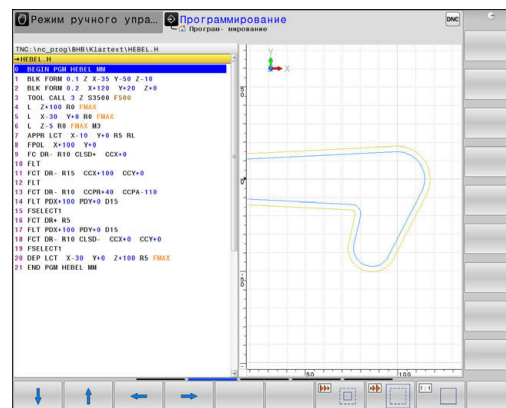 Режим ручного упра...
Программирование
Програм- мирование
DNC
TNC:\nc_prog\BHB\Klartext\HEBEL.H
→HEBEL.H
0 BEGIN PGM HEBEL MM
1 BLK FORM 0.1 Z X-35 Y-50 Z-10
2 BLK FORM 0.2 X+120 Y+20 Z+0
3 TOOL CALL 3 Z S3500 F500
4 L Z+100 R0 FMAX
5 L X-30 Y+0 R0 FMAX
6 L Z-5 R0 FMAX M3
7 APPR LCT X-10 Y+0 R5 RL
8 FPOL X+100 Y+0
9 FC DR- R10 CLSD+ CCX+0
10 FLT
11 FCT DR- R15 CCX+100 CCY+0
12 FLT
13 FCT DR- R10 CCPR+40 CCPA-110
14 FLT PDX+100 PDY+0 D15
15 FSELECT1
16 FCT DR+ R5
17 FLT PDX+100 PDY+0 D15
18 FCT DR- R10 CLSD- CCX+0 CCY+0
19 FSELECT1
20 DEP LCT X-30 Y+0 Z+100 R5 FMAX
21 END PGM HEBEL MM
Y
X
50
0
-50
50
100
1:1